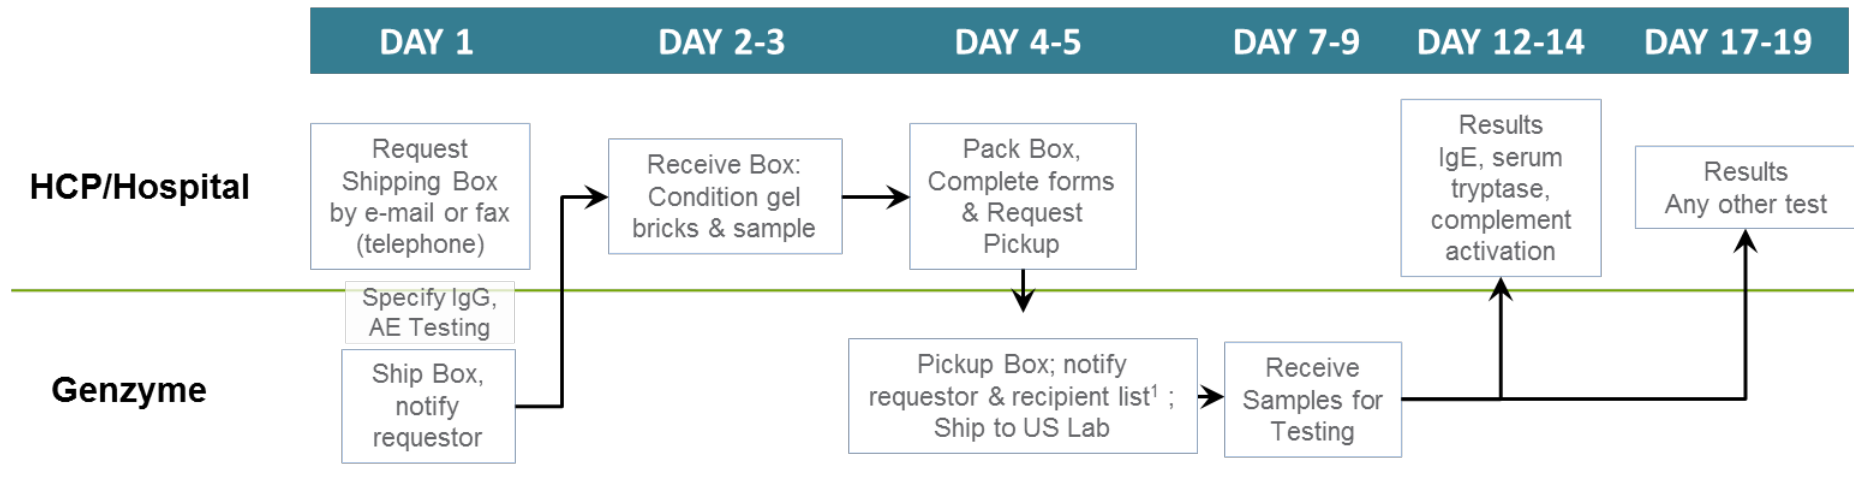 DAY 1
DAY 2-3
DAY 4-5
DAY 7-9
DAY 12-14
DAY 17-19
HCP/Hospital
Request
Shipping Box
by e-mail or fax
(telephone)
Receive Box:
Condition gel
bricks & sample
Pack Box,
Complete forms
& Request
Pickup
Results
IgE, serum
tryptase,
complement
activation
Results
Any other test
Specify IgG,
AE Testing
Genzyme
Ship Box,
notify
requestor
Pickup Box; notify
requestor & recipient list¹ ;
Ship to US Lab
Receive
Samples for
Testing